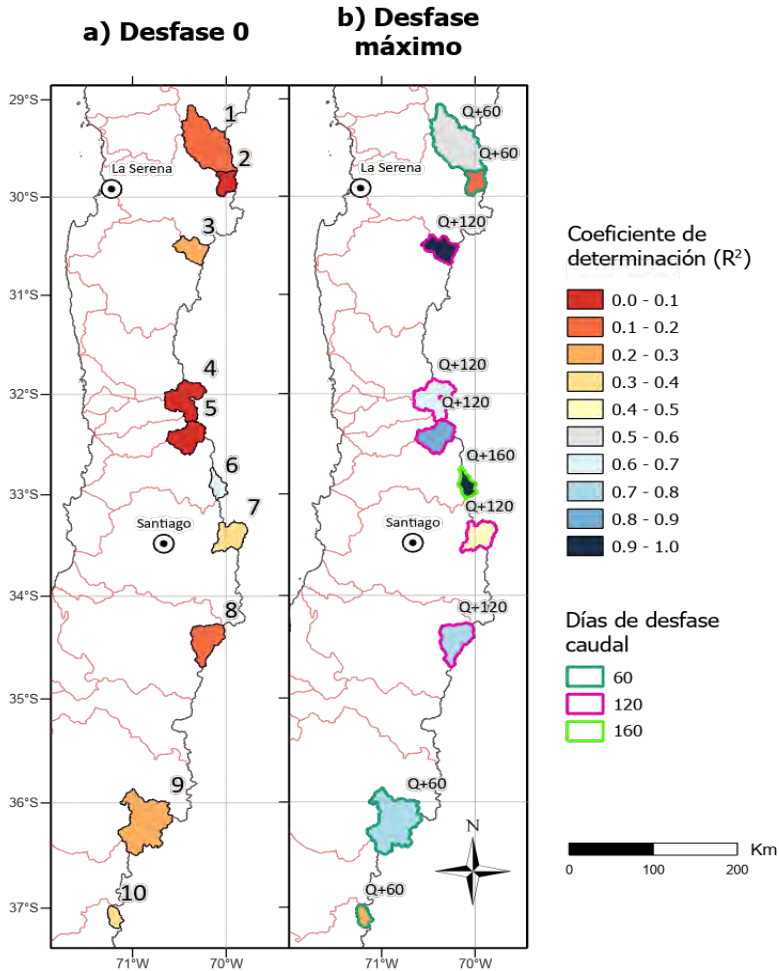 a) Desfase 0
b) Desfase
máximo
29°S
30°S
31°S
32°S
33°S
34°S
35°S
36°S
37°S
1
2
La Serena
3
4
5
6
7
Santiago
8
9
10
71°W
70°W
Q+60
Q+60
La Serena
Q+120
Q+120
Q+120
Q+160
Q+120
Santiago
Q+120
Q+60
Q+60
N
71°W
70°W
Coeficiente de
determinación (R²)
0.0 - 0.1
0.1 - 0.2
0.2 - 0.3
0.3 - 0.4
0.4 - 0.5
0.5 - 0.6
0.6 - 0.7
0.7 - 0.8
0.8 - 0.9
0.9 - 1.0
Días de desfase
caudal
60
120
160
Km
0 100 200